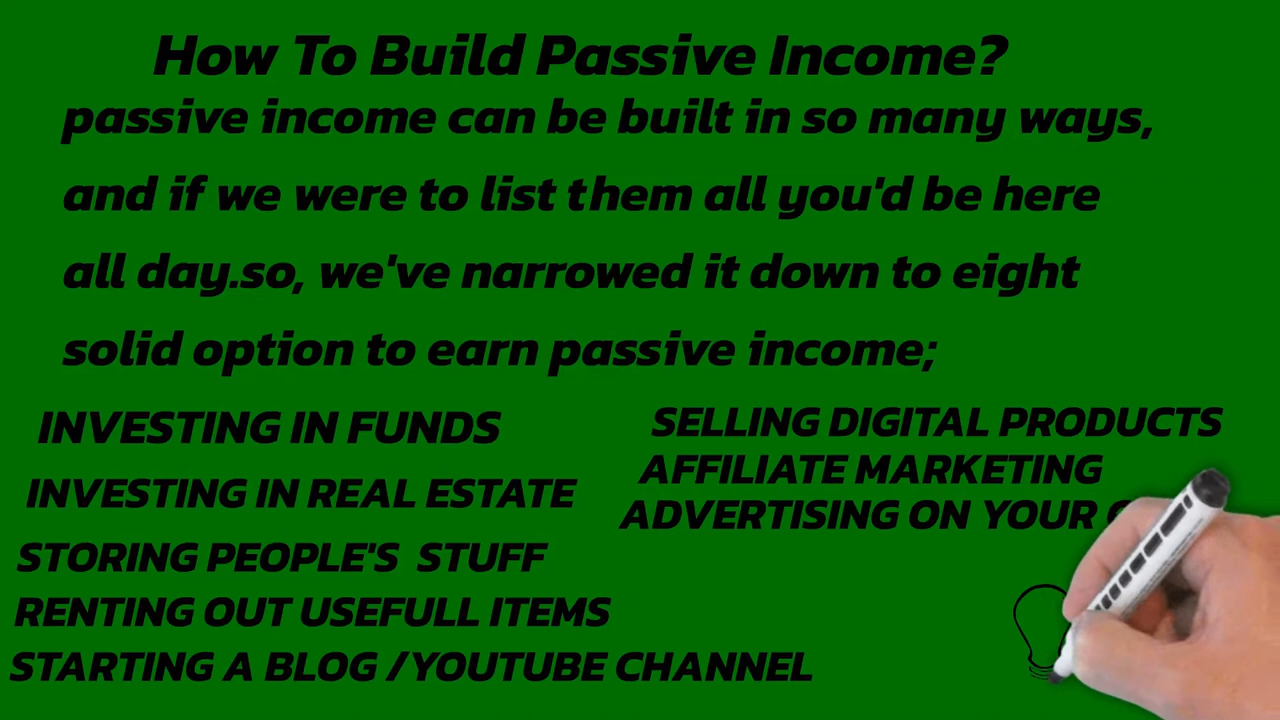 How To Build Passive Income?
passive income can be built in so many ways,
and if we were to list them all you'd be here
all day.so, we've narrowed it down to eight
solid option to earn passive income;
INVESTING IN FUNDS
INVESTING IN REAL ESTATE
STORING PEOPLE'S STUFF
RENTING OUT USEFULL ITEMS
STARTING A BLOG /YOUTUBE CHANNEL
SELLING DIGITAL PRODUCTS
AFFILIATE MARKETING
ADVERTISING ON YOUR